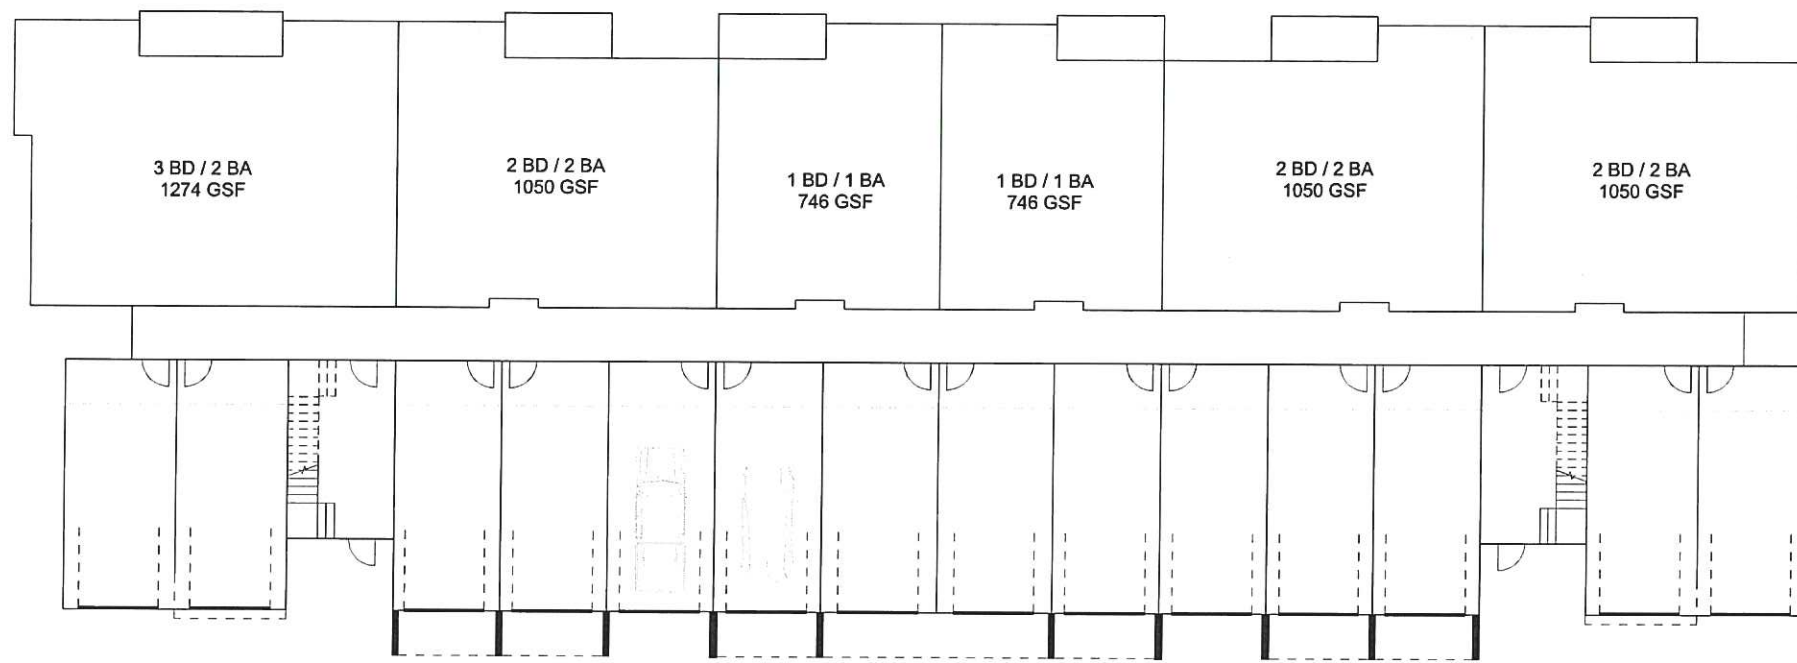 3 BD / 2 BA
1274 GSF
2 BD / 2 BA
1050 GSF
1 BD / 1 BA
746 GSF
1 BD / 1 BA
746 GSF
2 BD / 2 BA
1050 GSF
2 BD / 2 BA
1050 GSF